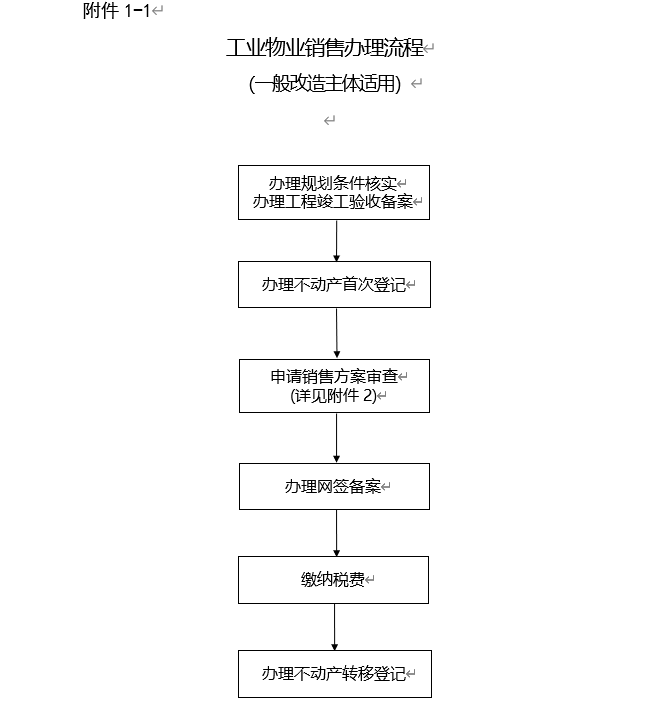 附件 1-1
工业物业销售办理流程
(一般改造主体适用)
办理规划条件核实
办理工程竣工验收备案
办理不动产首次登记
申请销售方案审查
(详见附件 2)
办理网签备案
缴纳税费
办理不动产转移登记